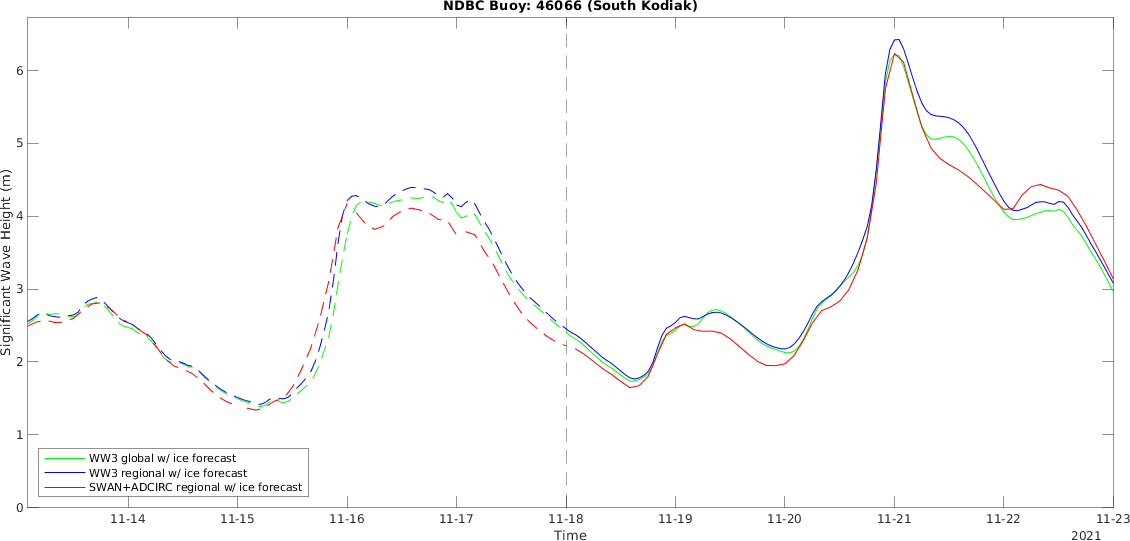 NDBC Buoy: 46066 (South Kodiak)
Significant Wave Height (m)
6
5
4
3
2
1
0
WW3 global w/ ice forecast
WW3 regional w/ ice forecast
SWAN+ADCIRC regional w/ ice forecast
11-14 11-15 11-16 11-17 11-18 11-19 11-20 11-21 11-22 11-23
Time
2021